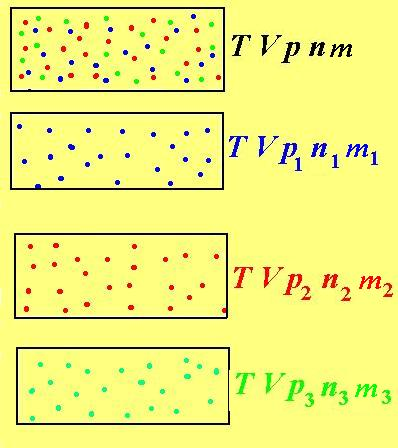 T V p n m
T V p₁ n₁ m₁
T V p₂ n₂ m₂
T V p₃ n₃ m₃